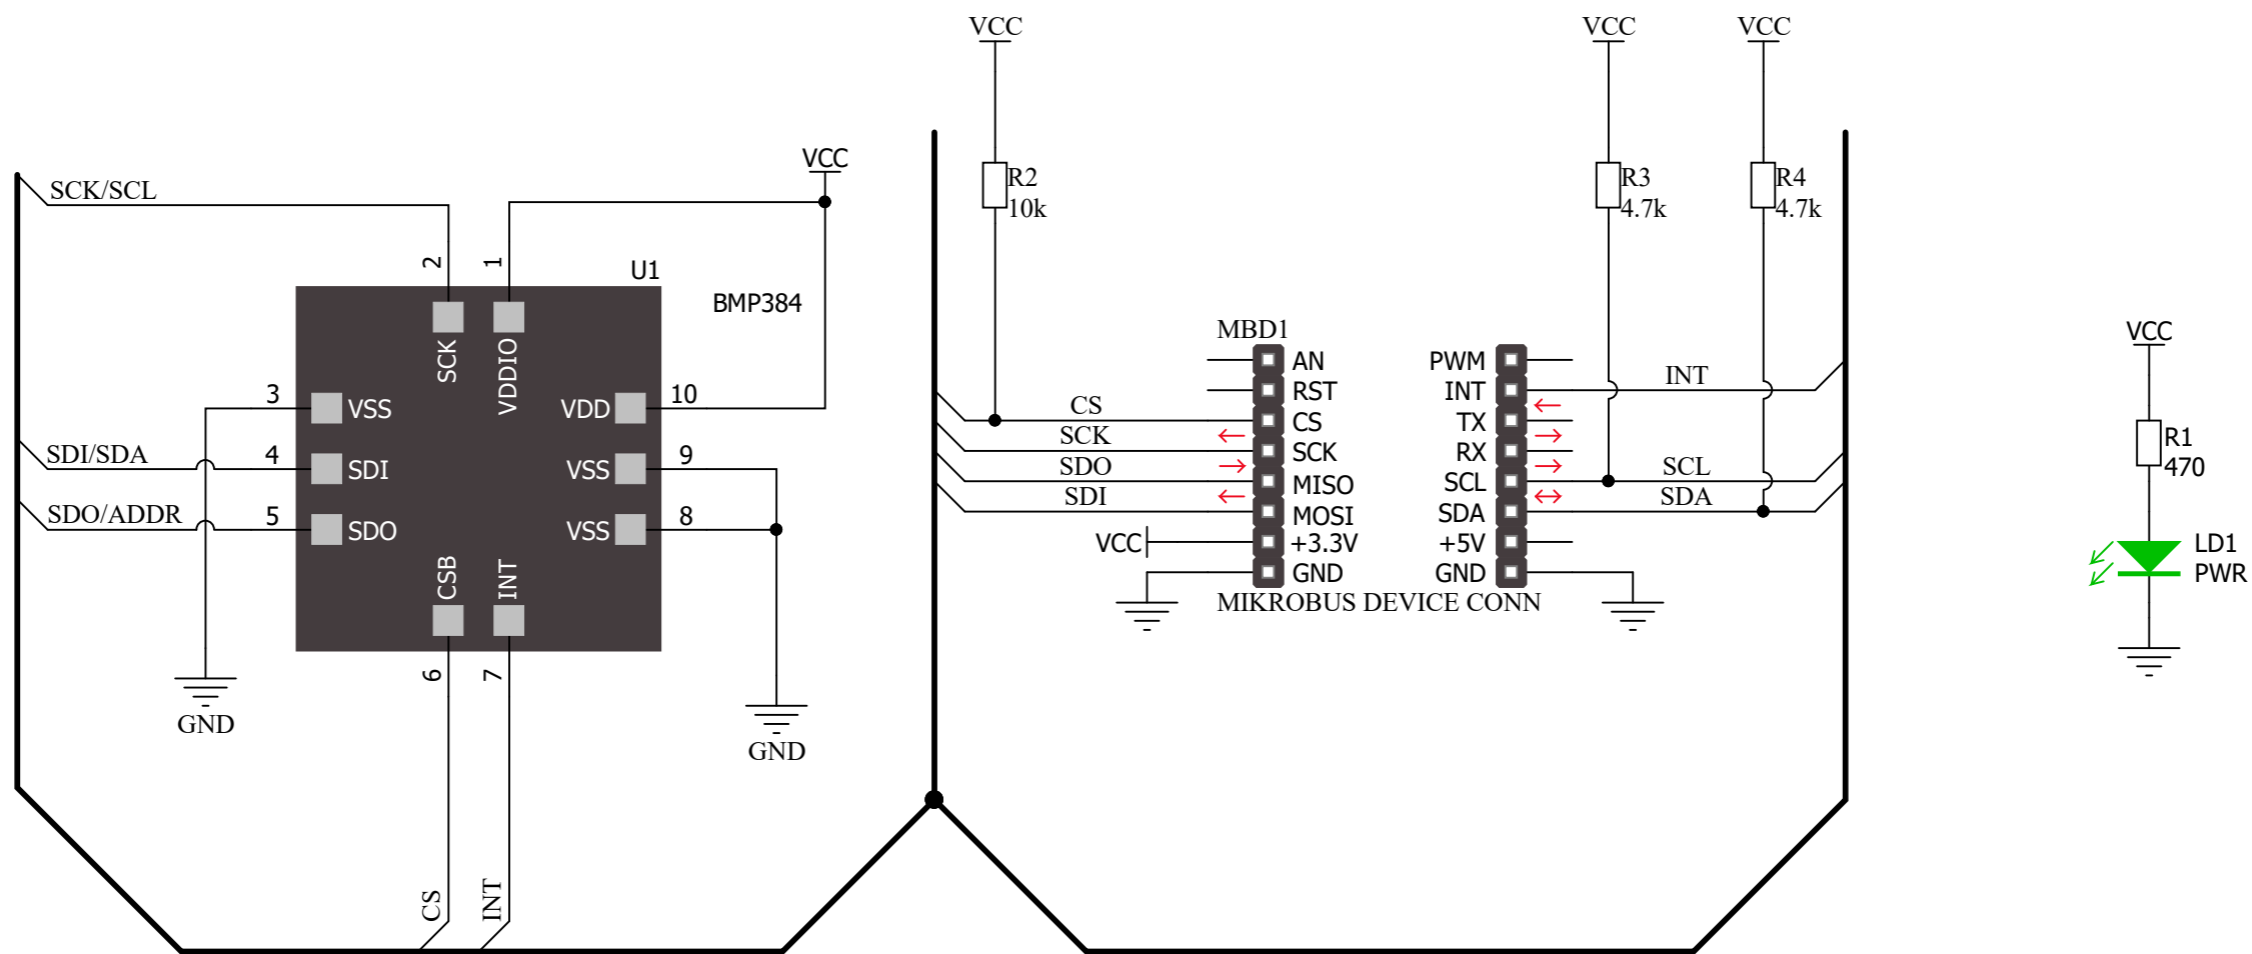 SCK/SCL
VCC
2
1
U1
BMP384
SCK
VDDIO
3
VSS
VDD
10
SDI/SDA
4
SDI
VSS
9
SDO/ADDR
5
SDO
VSS
8
CSB
INT
6
7
GND
GND
CS
INT
VCC
R2
10k
VCC
R3
4.7k
VCC
R4
4.7k
MBD1
AN
PWM
RST
INT
INT
CS
CS
TX
SCK
SCK
RX
SDO
MISO
SCL
SCL
SDI
MOSI
SDA
SDA
VCC
+3.3V
+5V
GND
GND
MIKROBUS DEVICE CONN
VCC
R1
470
LD1
PWR